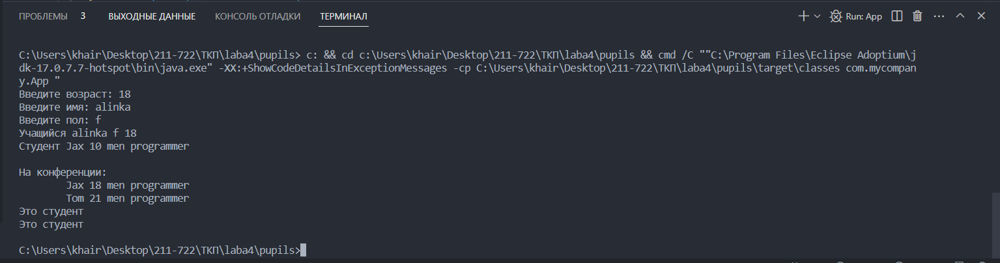 ПРОБЛЕМЫ 3 ВЫХОДНЫЕ ДАННЫЕ КОНСОЛЬ ОТЛАДКИ ТЕРМИНАЛ Run: App
C:\Users\khair\Desktop\211-722\ТКП\laba4\pupils> c: && cd c:\Users\khair\Desktop\211-722\ТКП\laba4\pupils && cmd /C ""C:\Program Files\Eclipse Adoptium\j
dk-17.0.7.7-hotspot\bin\java.exe" -XX:+ShowCodeDetailsInExceptionMessages -cp C:\Users\khair\Desktop\211-722\ТКП\laba4\pupils\target\classes com.mycompan
y.App "
Введите возраст: 18
Введите имя: alinka
Введите пол: f
Учащийся alinka f 18
Студент Jax 10 men programmer
На конференции:
Jax 18 men programmer
Tom 21 men programmer
Это студент
Это студент
C:\Users\khair\Desktop\211-722\ТКП\laba4\pupils>